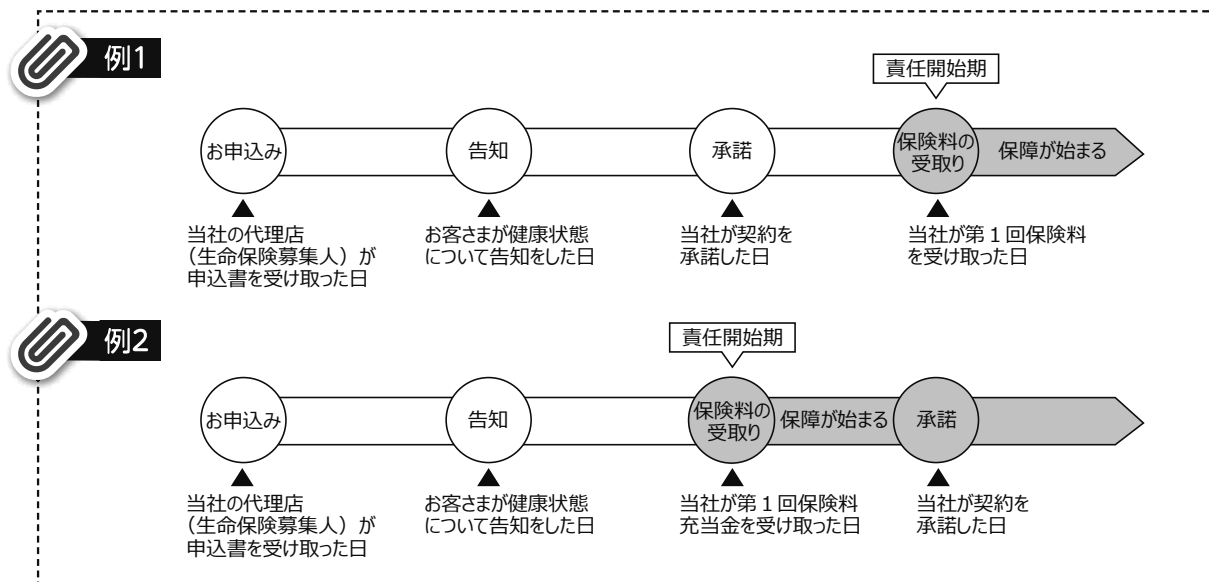 例1
責任開始期
お申込み
告知
承諾
保険料の
受取り
保障が始まる
当社の代理店
（生命保険募集人）が
申込書を受け取った日
お客さまが健康状態
について告知をした日
当社が契約を
承諾した日
当社が第１回保険料
を受け取った日
例2
責任開始期
お申込み
告知
保険料の
受取り
保障が始まる
承諾
当社の代理店
（生命保険募集人）が
申込書を受け取った日
お客さまが健康状態
について告知をした日
当社が第１回保険料
充当金を受け取った日
当社が契約を
承諾した日